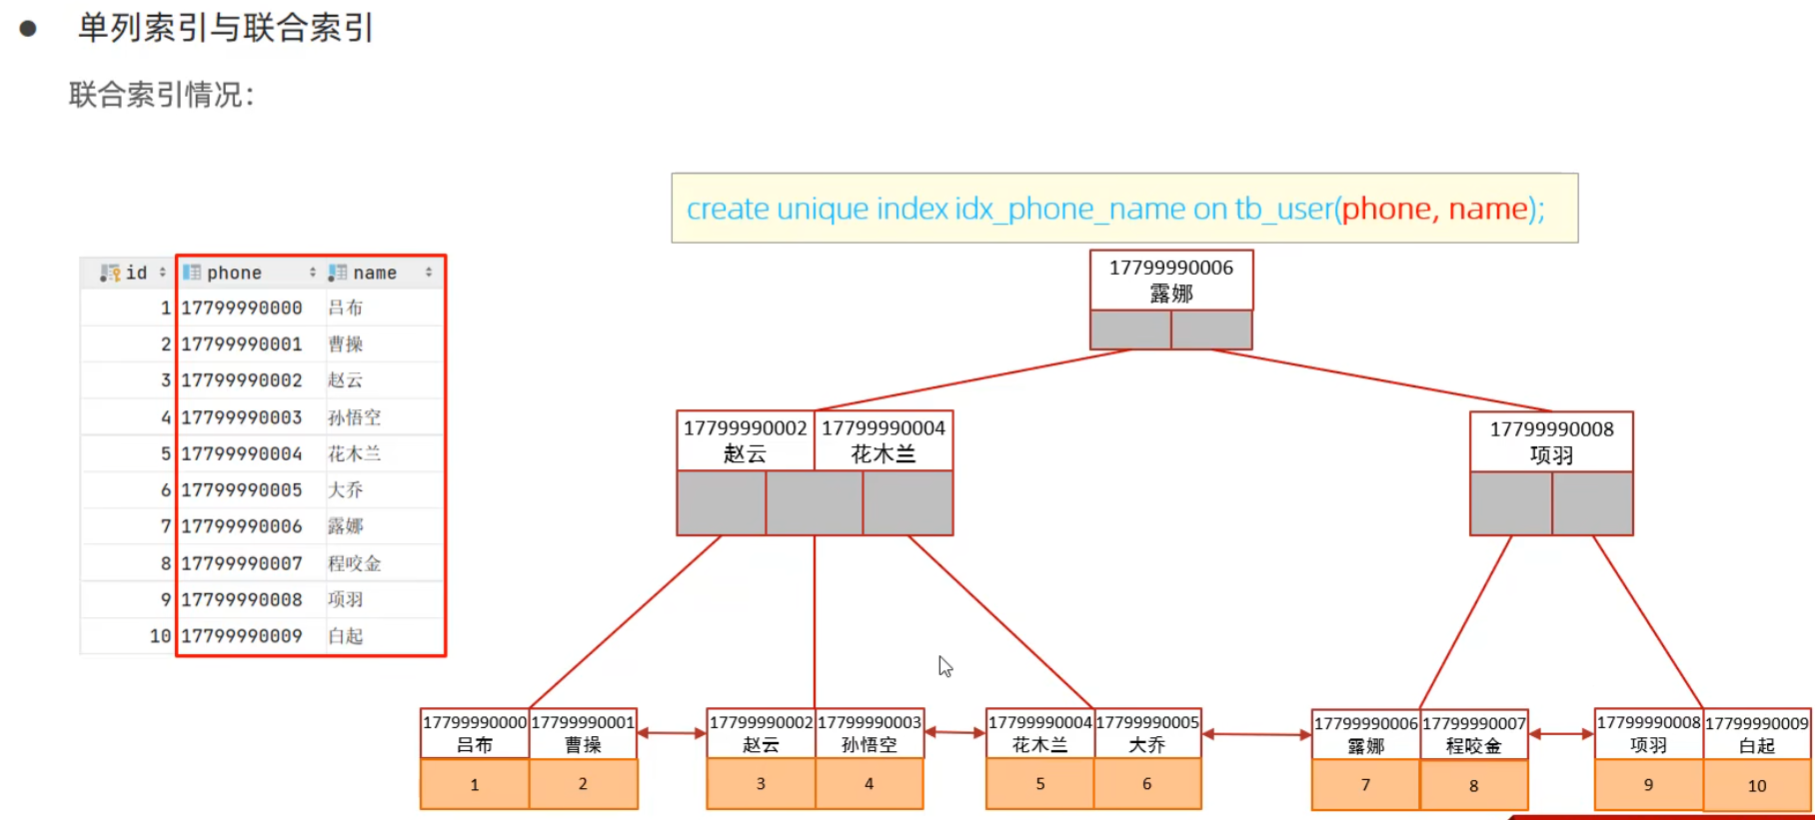 ● 单列索引与联合索引
联合索引情况：
create unique index idx_phone_name on tb_user(phone, name);
id phone name
1 17799990000 吕布
2 17799990001 曹操
3 17799990002 赵云
4 17799990003 孙悟空
5 17799990004 花木兰
6 17799990005 大乔
7 17799990006 露娜
8 17799990007 程咬金
9 17799990008 项羽
10 17799990009 白起
17799990006
露娜
17799990002 17799990004
赵云 花木兰
17799990008
项羽
17799990000 17799990001 17799990002 17799990003 17799990004 17799990005 17799990006 17799990007 17799990008 17799990009
吕布 曹操 赵云 孙悟空 花木兰 大乔 露娜 程咬金 项羽 白起
1 2 3 4 5 6 7 8 9 10